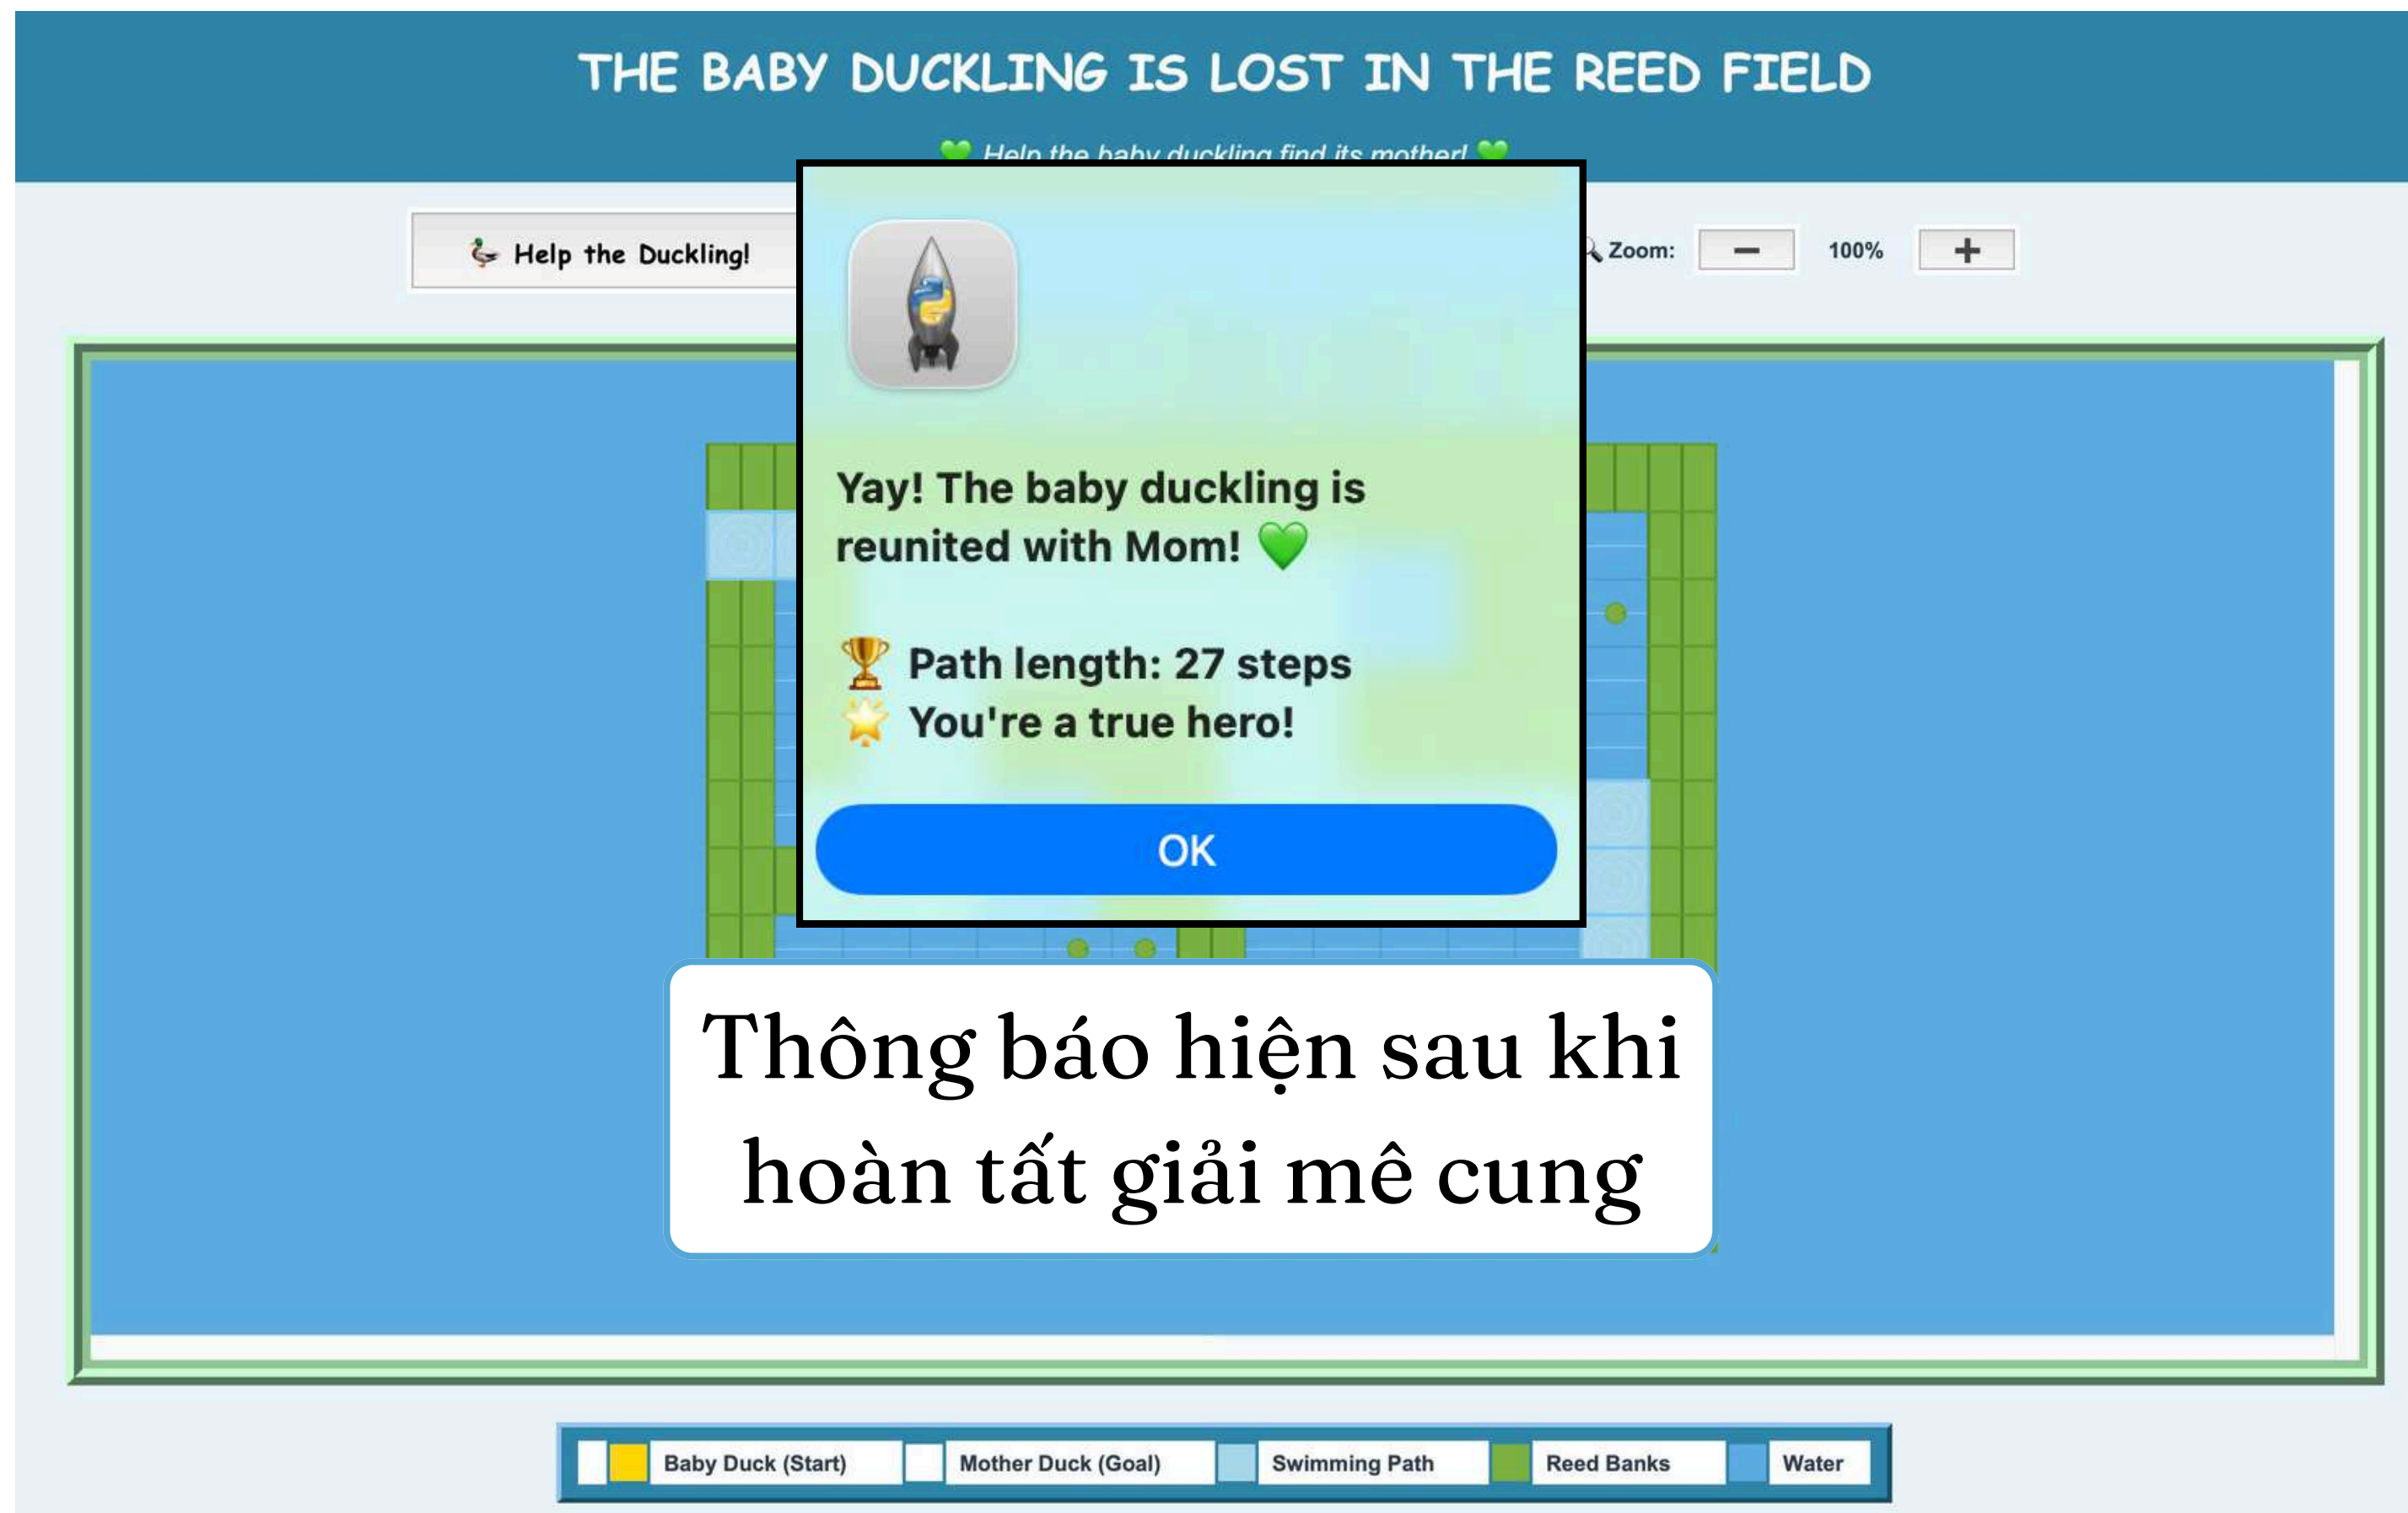 THE BABY DUCKLING IS LOST IN THE REED FIELD
💚 Help the baby duckling find its mother! 💚
🦆 Help the Duckling!
🔍 Zoom: − 100% +
Yay! The baby duckling is
reunited with Mom! 💚
🏆 Path length: 27 steps
🌟 You're a true hero!
OK
Thông báo hiện sau khi
hoàn tất giải mê cung
Baby Duck (Start) Mother Duck (Goal) Swimming Path Reed Banks Water